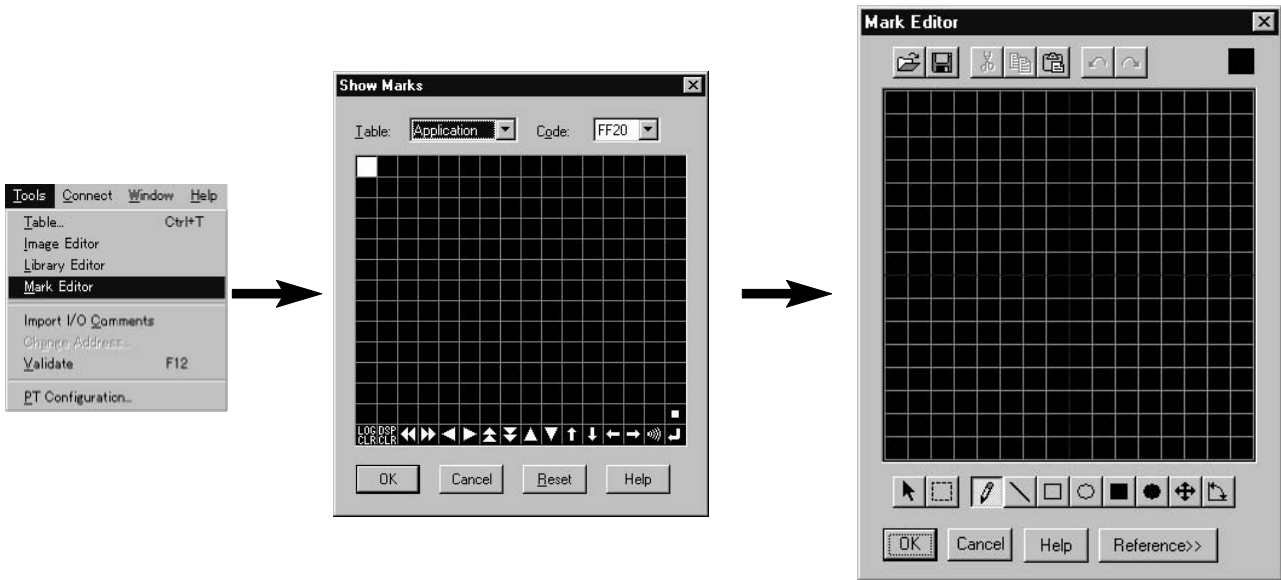 Tools Connect Window Help
Table... Ctrl+T
Image Editor
Library Editor
Mark Editor
Import I/O Comments
Change Address...
Validate F12
PT Configuration...
Show Marks
Table: Application Code: FF20
LOG DSP
CLR CLR
OK Cancel Reset Help
Mark Editor
OK Cancel Help Reference>>